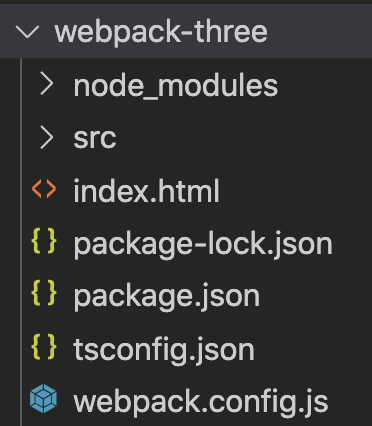 webpack-three
node_modules
src
index.html
package-lock.json
package.json
tsconfig.json
webpack.config.js